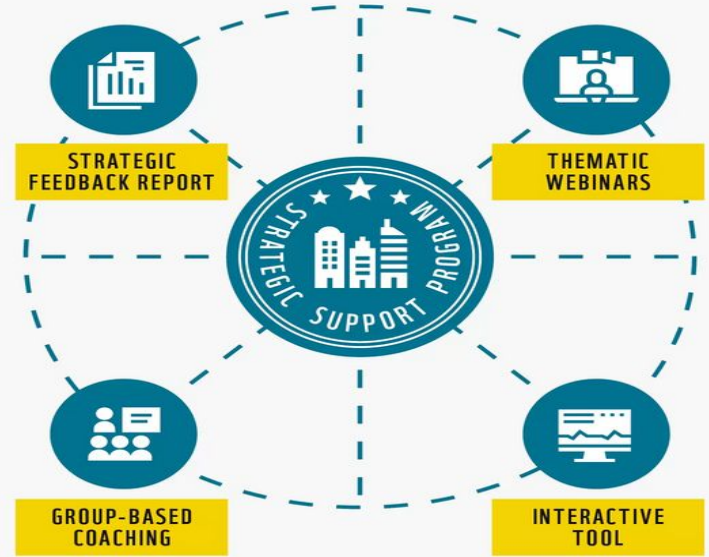 STRATEGIC
FEEDBACK REPORT
THEMATIC
WEBINARS
STRATEGIC SUPPORT PROGRAM
GROUP-BASED
COACHING
INTERACTIVE
TOOL